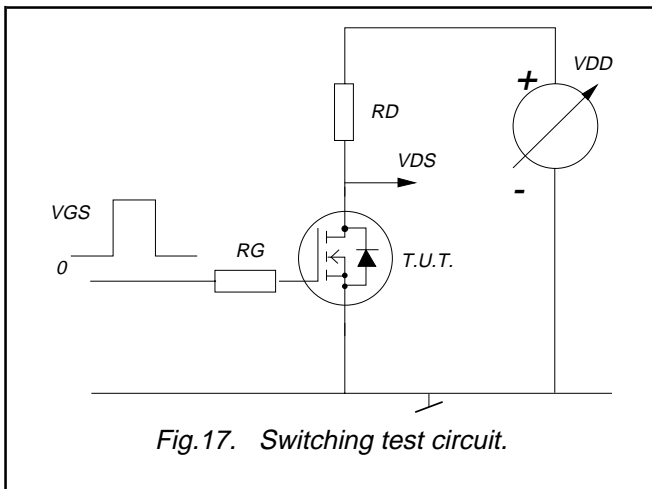 +
VDD
RD
-
VDS
VGS
0
RG
T.U.T.
Fig.17. Switching test circuit.